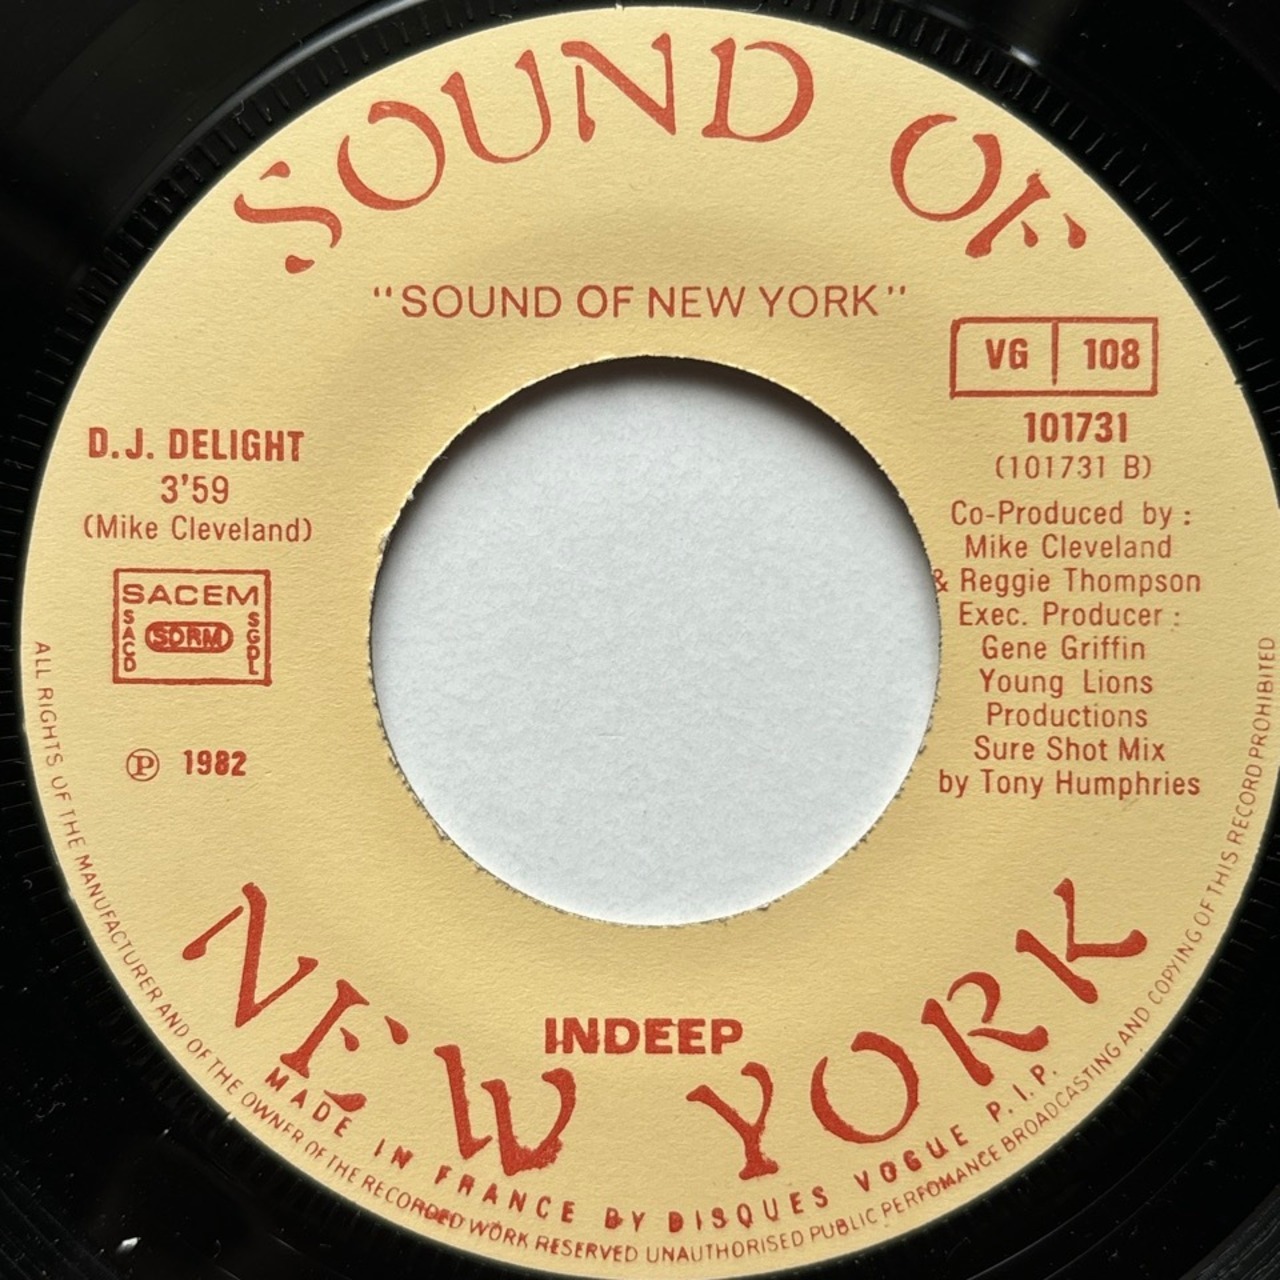 SOUND OF
"SOUND OF NEW YORK"
VG 108
101731
(101731 B)
D.J. DELIGHT
3'59
(Mike Cleveland)
SACEM
SACD
SDRM
SGDL
Ⓟ 1982
Co-Produced by :
Mike Cleveland
& Reggie Thompson
Exec. Producer :
Gene Griffin
Young Lions
Productions
Sure Shot Mix
by Tony Humphries
INDEEP
NEW YORK
MADE IN FRANCE BY DISQUES VOGUE P.I.P.
ALL RIGHTS OF THE MANUFACTURER AND OF THE OWNER OF THE RECORDED WORK RESERVED UNAUTHORISED PUBLIC PERFOMANCE BROADCASTING AND COPYING OF THIS RECORD PROHIBITED